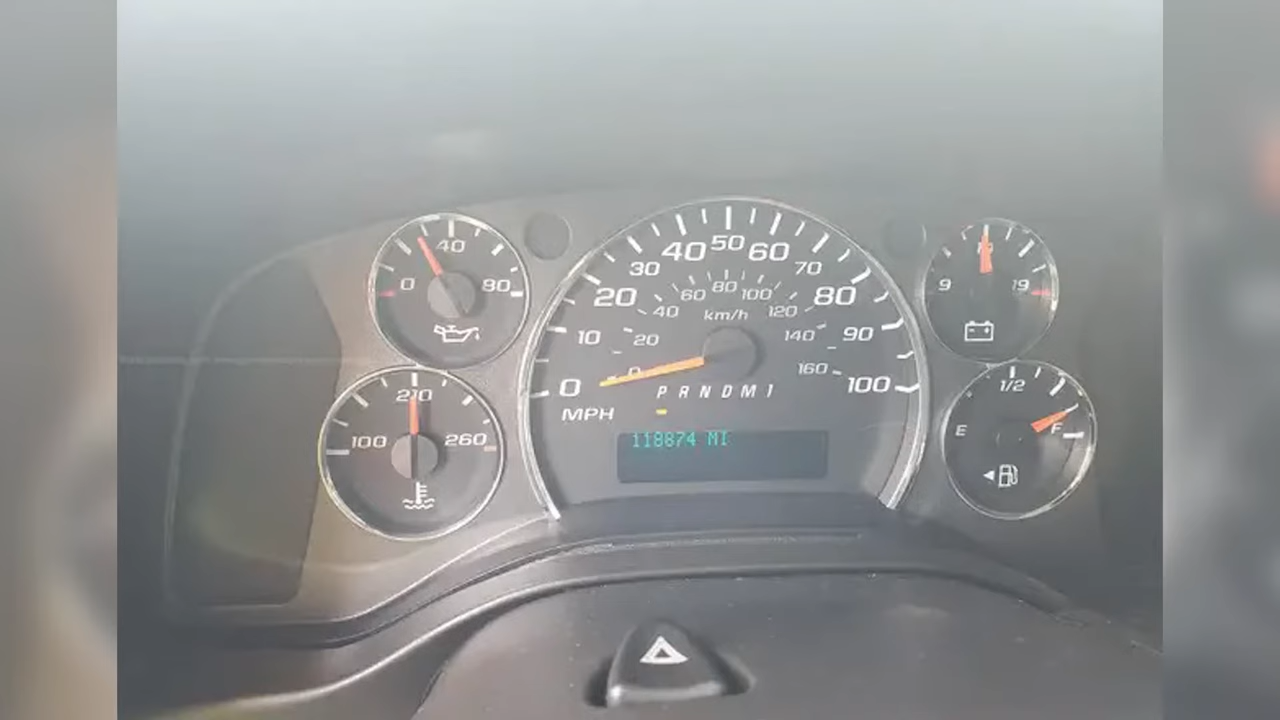 40
0 80
210
100 260
10 20 30 40 50 60 70 80 90 100
20 40 60 80 100 120 140 160
km/h
0
0
MPH
P R N D M 1
118874 MI
9 19
1/2
E F